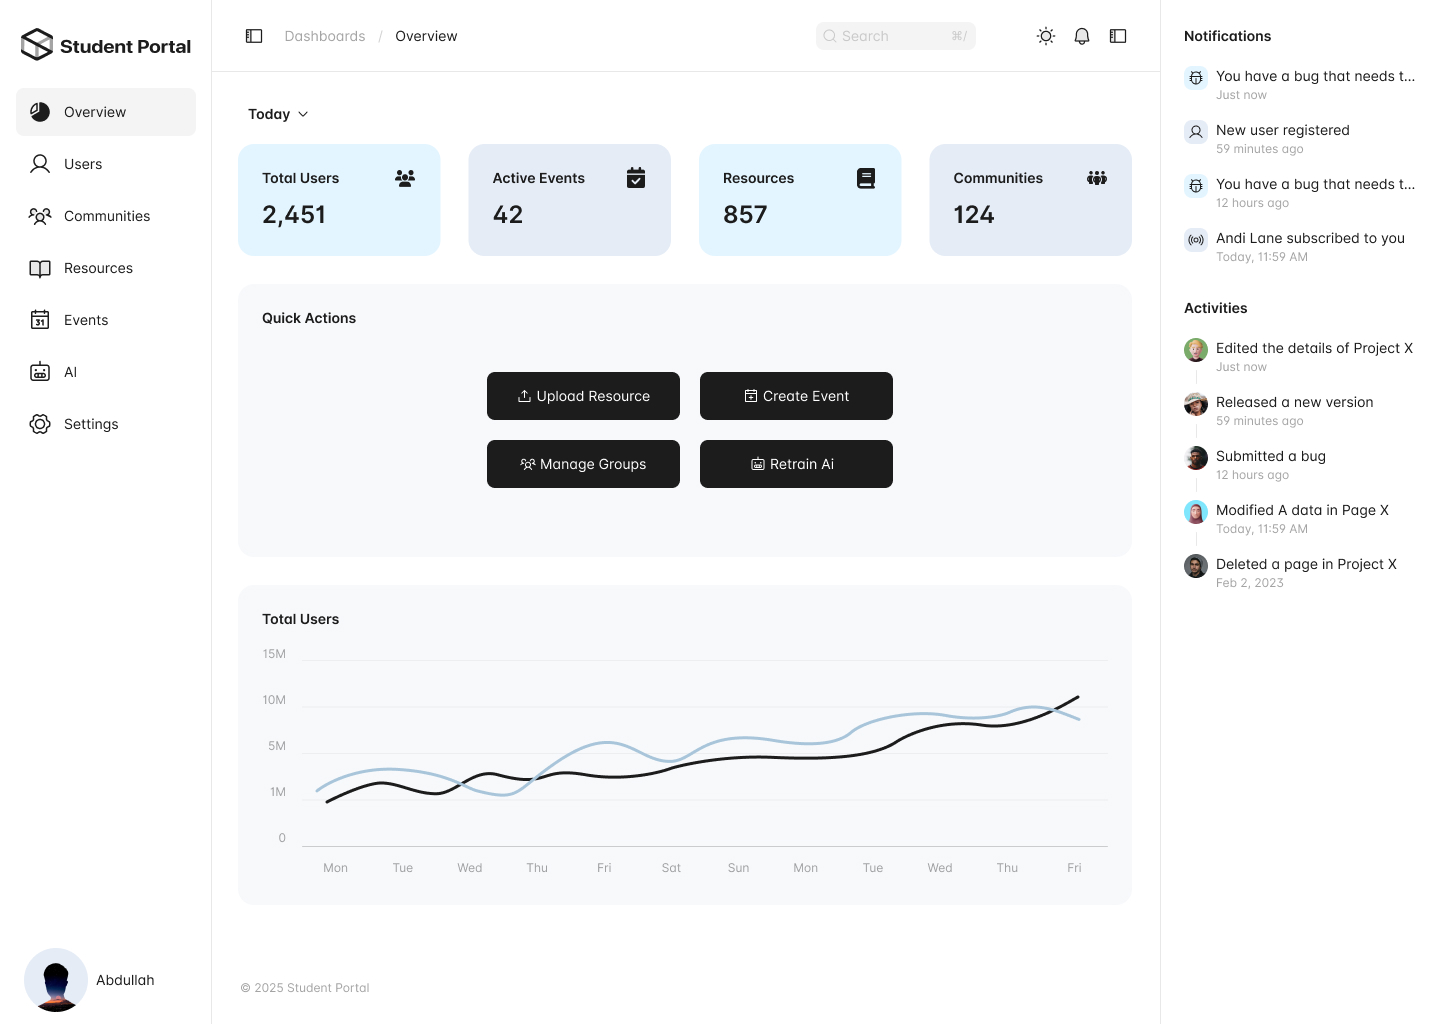 Student Portal
Overview
Users
Communities
Resources
31
Events
AI
Settings
Abdullah
Dashboards / Overview
Search ⌘/
Today
Total Users
2,451
Active Events
42
Resources
857
Communities
124
Quick Actions
Upload Resource
Create Event
Manage Groups
Retrain Ai
Total Users
15M
10M
5M
1M
0
Mon Tue Wed Thu Fri Sat Sun Mon Tue Wed Thu Fri
© 2025 Student Portal
Notifications
You have a bug that needs t...
Just now
New user registered
59 minutes ago
You have a bug that needs t...
12 hours ago
Andi Lane subscribed to you
Today, 11:59 AM
Activities
Edited the details of Project X
Just now
Released a new version
59 minutes ago
Submitted a bug
12 hours ago
Modified A data in Page X
Today, 11:59 AM
Deleted a page in Project X
Feb 2, 2023